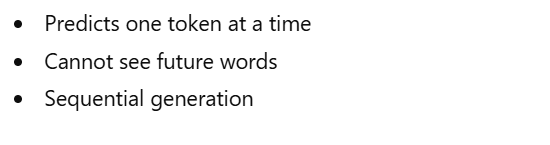 • Predicts one token at a time
• Cannot see future words
• Sequential generation